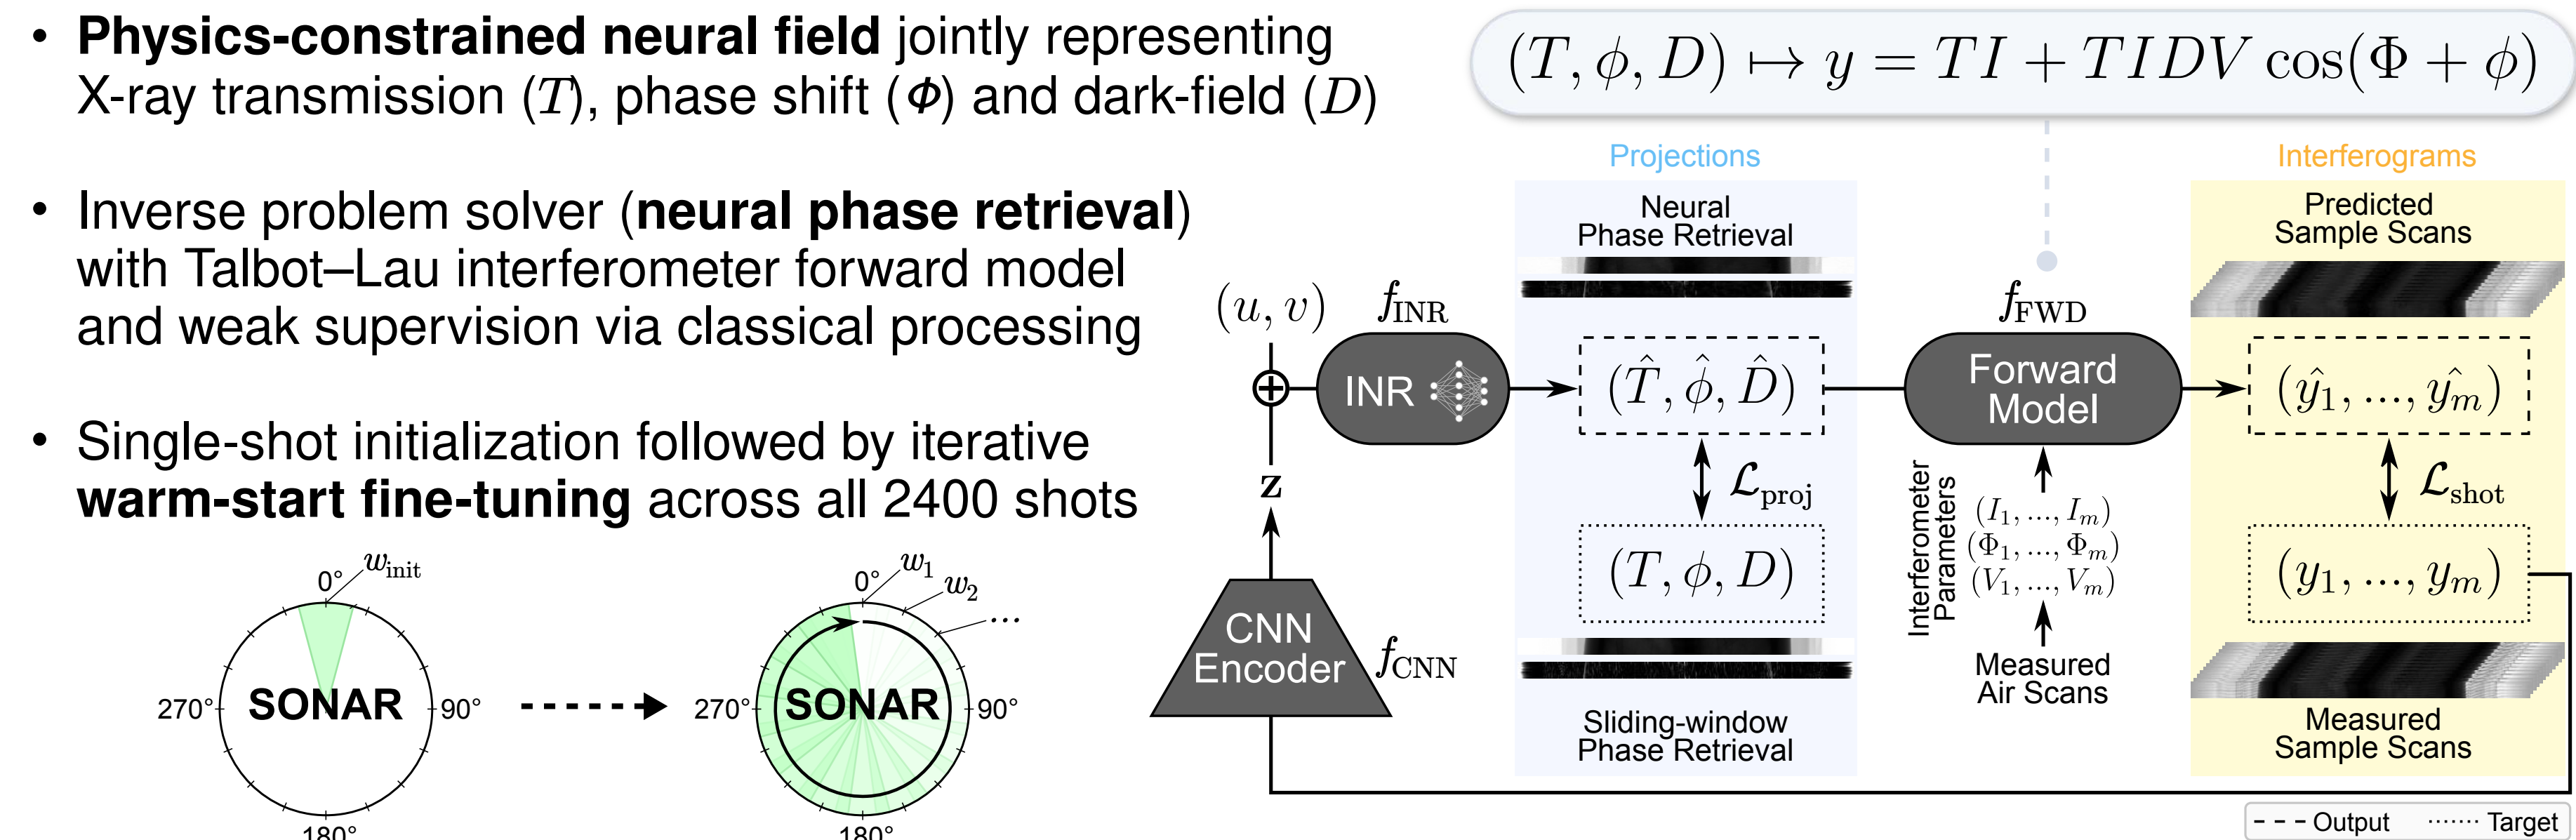 • Physics-constrained neural field jointly representing
X-ray transmission (T), phase shift (Φ) and dark-field (D)
• Inverse problem solver (neural phase retrieval)
with Talbot–Lau interferometer forward model
and weak supervision via classical processing
• Single-shot initialization followed by iterative
warm-start fine-tuning across all 2400 shots
0°
w_init
270°
SONAR
90°
180°
0°
w_1
w_2
...
270°
SONAR
90°
180°
(T, ϕ, D) ↦ y = TI + TIDV cos(Φ + ϕ)
Projections
Interferograms
Neural
Phase Retrieval
Predicted
Sample Scans
(u, v)
f_INR
f_FWD
+
INR
(T̂, ϕ̂, D̂)
Forward
Model
(ŷ_1, ..., ŷ_m)
z
ℒ_proj
Interferometer
Parameters
(I_1, ..., I_m)
(Φ_1, ..., Φ_m)
(V_1, ..., V_m)
ℒ_shot
CNN
Encoder
f_CNN
(T, ϕ, D)
Measured
Air Scans
(y_1, ..., y_m)
Sliding-window
Phase Retrieval
Measured
Sample Scans
Output
Target